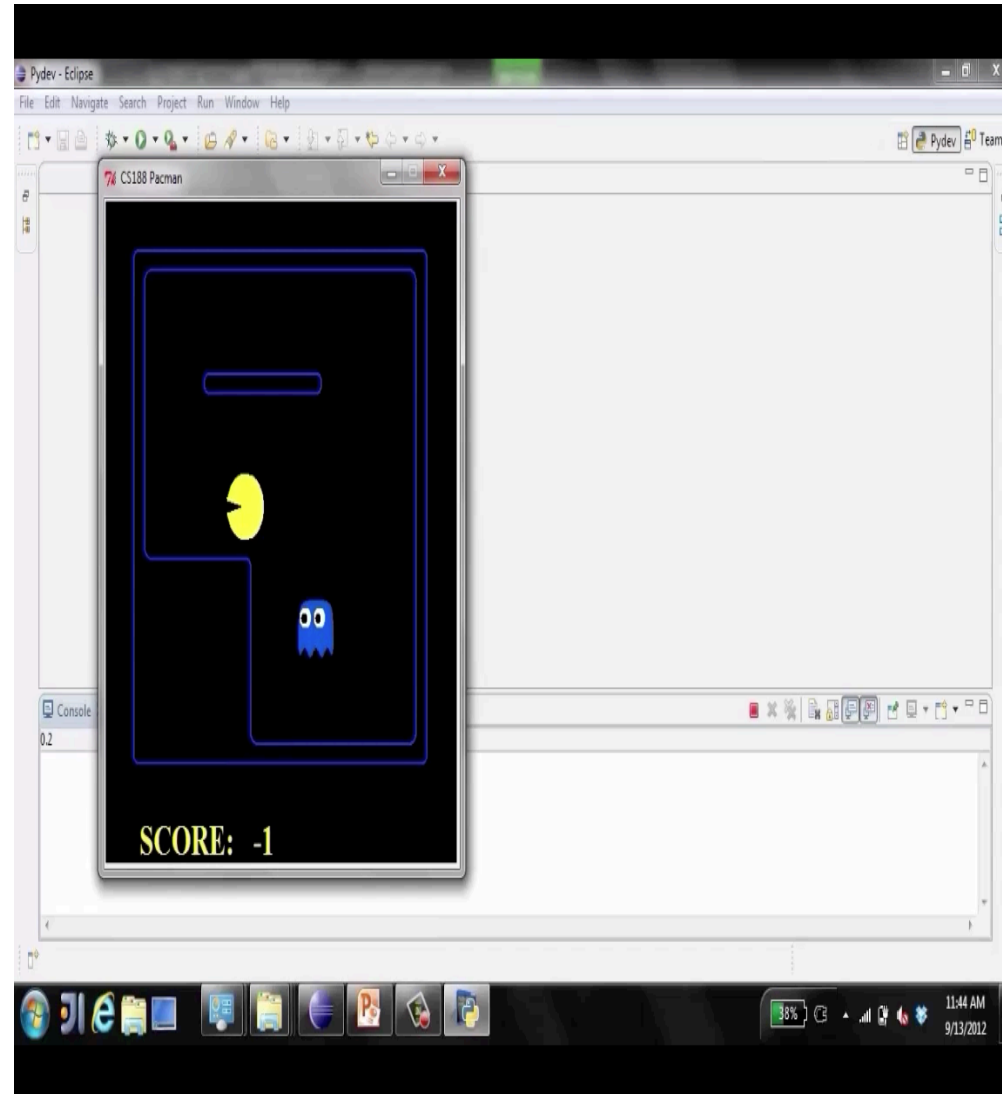 Pydev - Eclipse
File Edit Navigate Search Project Run Window Help
Pydev Team
CS188 Pacman
SCORE: -1
Console
0.2
38%
11:44 AM
9/13/2012